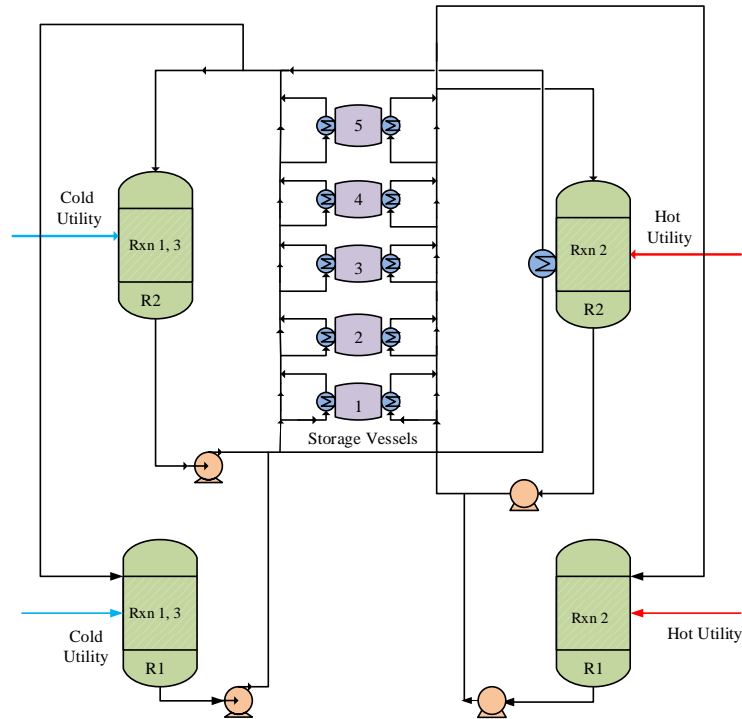 5
4
3
2
1
Storage Vessels
Cold
Utility
Rxn 1, 3
R2
Rxn 2
R2
Hot
Utility
Rxn 1, 3
R1
Cold
Utility
Rxn 2
R1
Hot Utility